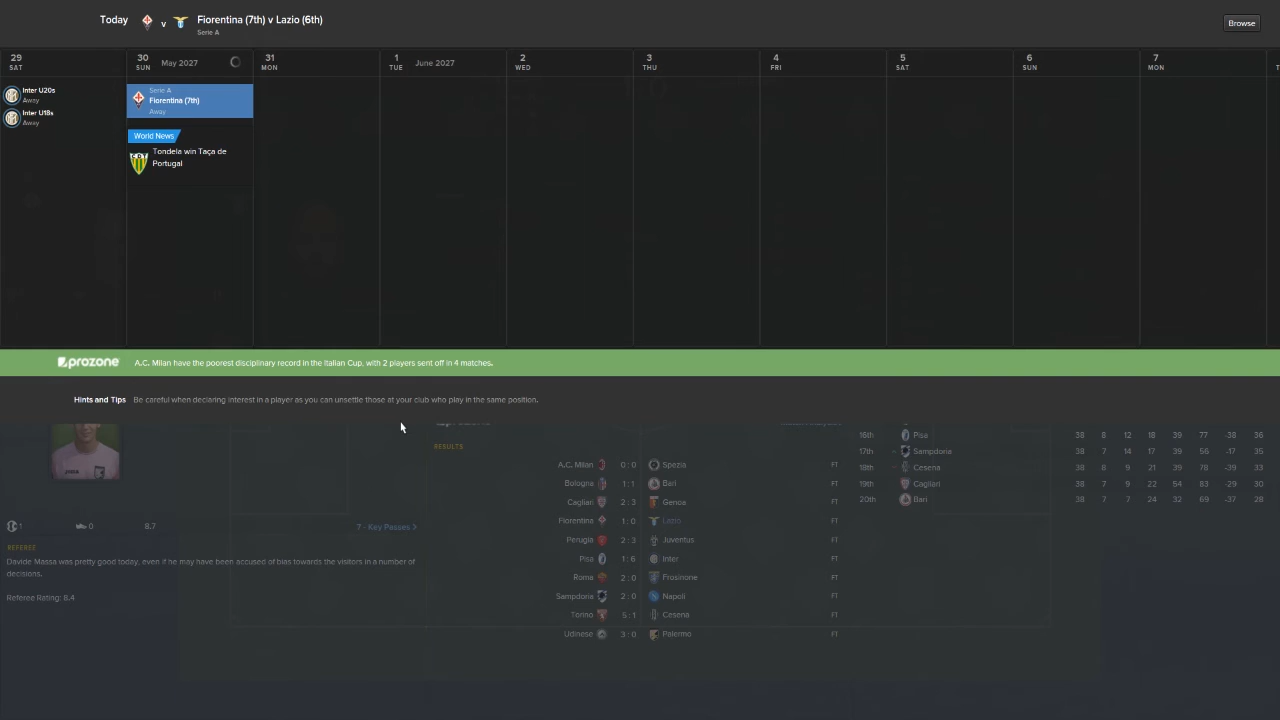 Today v Fiorentina (7th) v Lazio (6th)
Serie A
Browse
29 SAT
30 SUN May 2027
31 MON
1 TUE June 2027
2 WED
3 THU
4 FRI
5 SAT
6 SUN
7 MON
Inter U20s
Away
Inter U18s
Away
Serie A
Fiorentina (7th)
Away
World News
Tondela win Taça de
Portugal
prozone A.C. Milan have the poorest disciplinary record in the Italian Cup, with 2 players sent off in 4 matches.
Hints and Tips Be careful when declaring interest in a player as you can unsettle those at your club who play in the same position.
1 0 8.7
7 - Key Passes >
REFEREE
Davide Massa was pretty good today, even if he may have been accused of bias towards the visitors in a number of
decisions.
Referee Rating: 8.4
RESULTS
A.C. Milan 0 : 0 Spezia FT
Bologna 1 : 1 Bari FT
Cagliari 2 : 3 Genoa FT
Fiorentina 1 : 0 Lazio FT
Perugia 2 : 3 Juventus FT
Pisa 1 : 6 Inter FT
Roma 2 : 0 Frosinone FT
Sampdoria 2 : 0 Napoli FT
Torino 5 : 1 Cesena FT
Udinese 3 : 0 Palermo FT
16th Pisa 38 8 12 18 39 77 -38 36
17th Sampdoria 38 7 14 17 39 56 -17 35
18th Cesena 38 8 9 21 39 78 -39 33
19th Cagliari 38 7 9 22 54 83 -29 30
20th Bari 38 7 7 24 32 69 -37 28